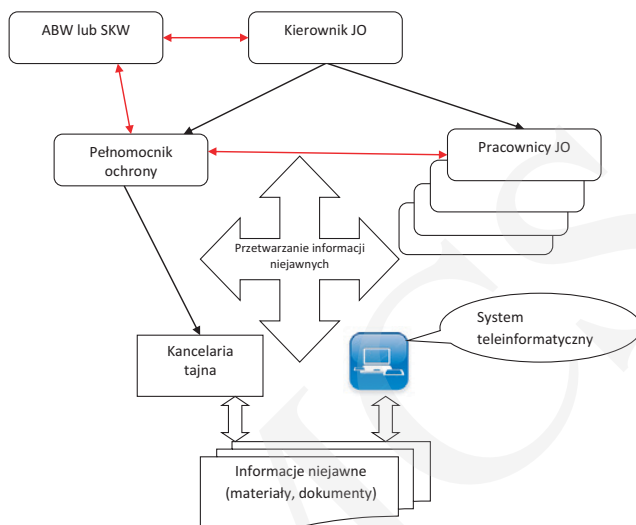 ABW lub SKW
Kierownik JO
Pełnomocnik
ochrony
Pracownicy JO
Przetwarzanie informacji
niejawnych
System
teleinformatyczny
Kancelaria
tajna
Informacje niejawne
(materiały, dokumenty)